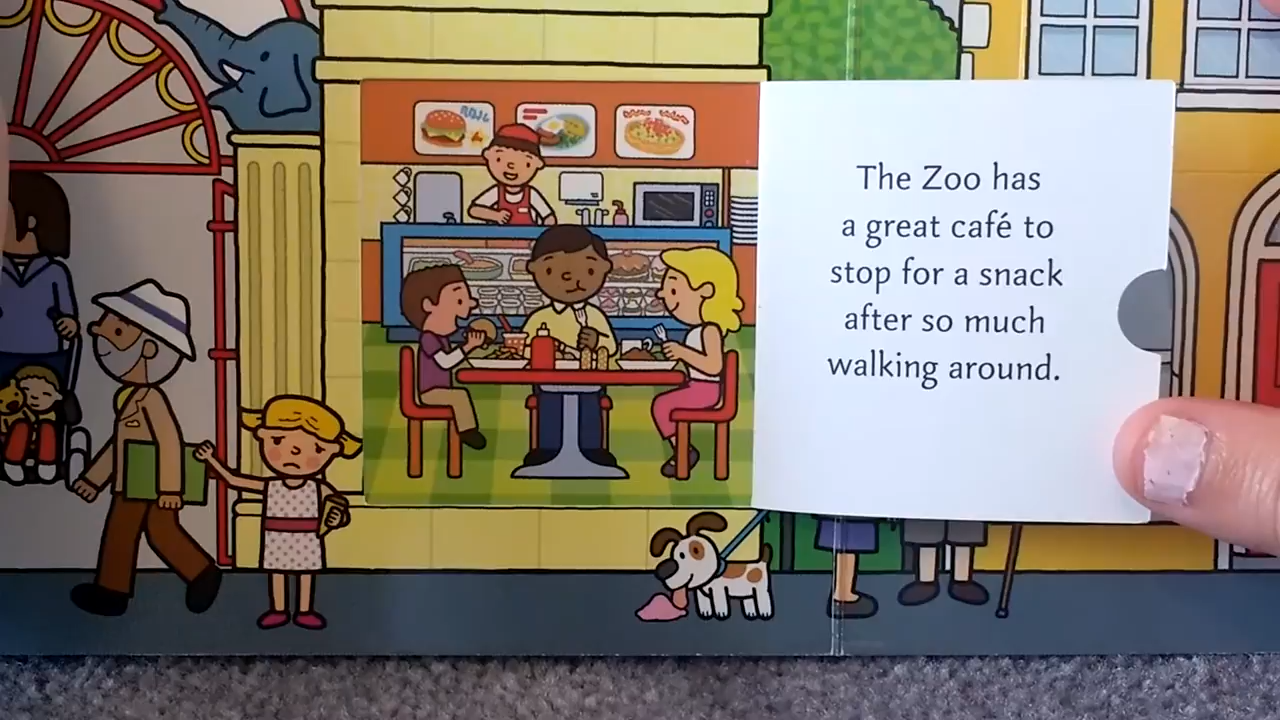 The Zoo has
a great café to
stop for a snack
after so much
walking around.